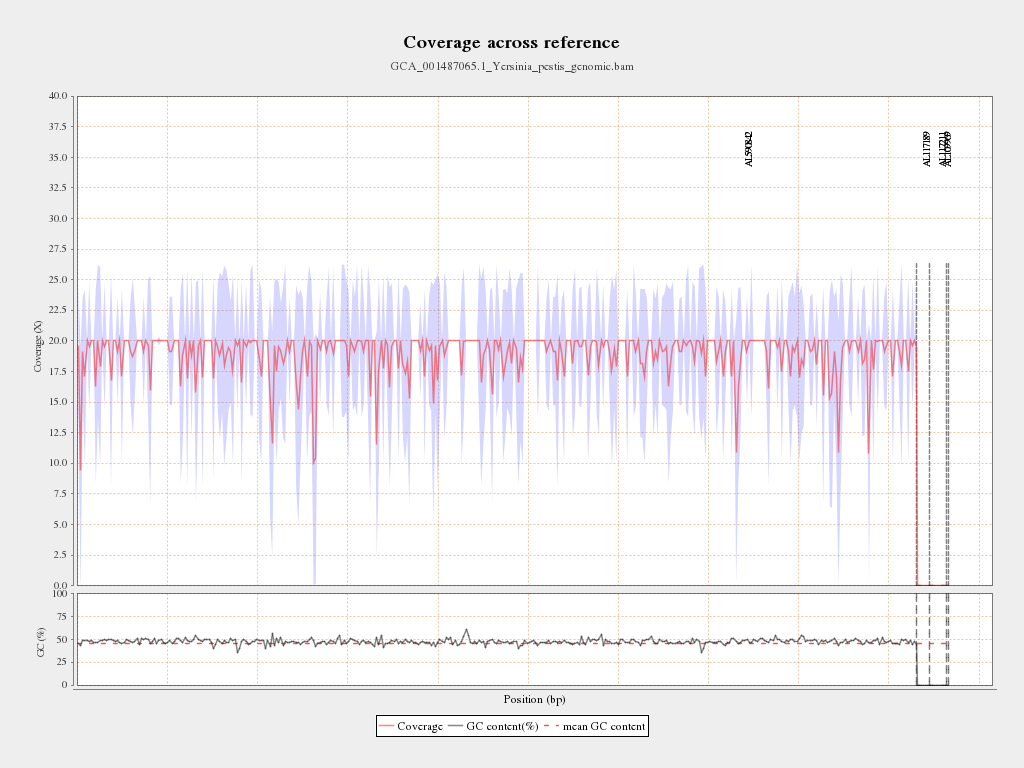 Coverage across reference
GCA_001487065.1_Yersinia_pestis_genomic.bam
40.0
37.5
35.0
32.5
30.0
27.5
25.0
22.5
20.0
17.5
15.0
12.5
10.0
7.5
5.0
2.5
0.0
Coverage (X)
AL590842
AL117189
AL117211
AL109969
100
75
50
25
0
GC (%)
Position (bp)
Coverage GC content(%) mean GC content